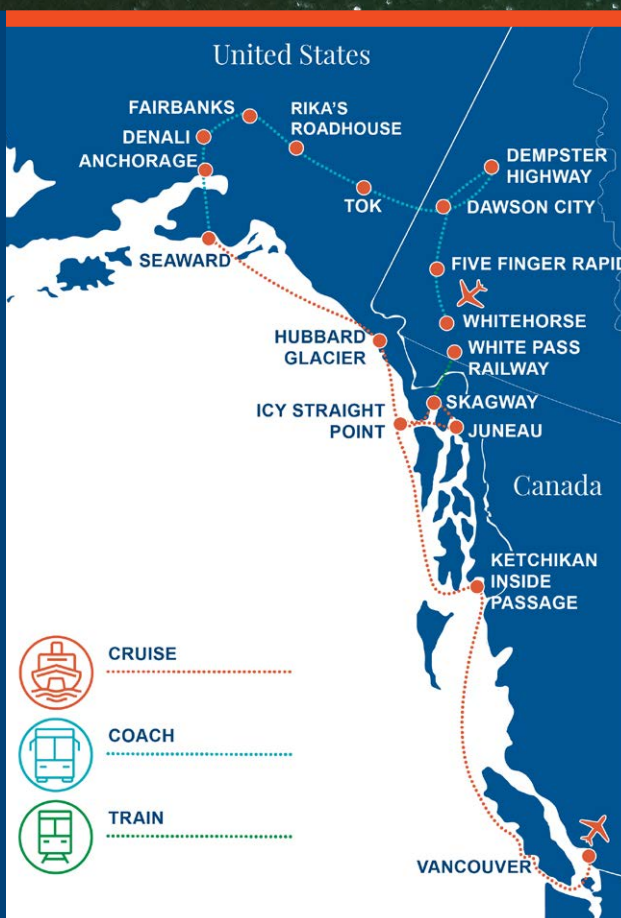 United States
FAIRBANKS
RIKA'S
ROADHOUSE
DENALI
ANCHORAGE
DEMPSTER
HIGHWAY
TOK
DAWSON CITY
SEAWARD
FIVE FINGER RAPID
WHITEHORSE
HUBBARD
GLACIER
WHITE PASS
RAILWAY
ICY STRAIGHT
POINT
SKAGWAY
JUNEAU
Canada
KETCHIKAN
INSIDE
PASSAGE
CRUISE
COACH
TRAIN
VANCOUVER